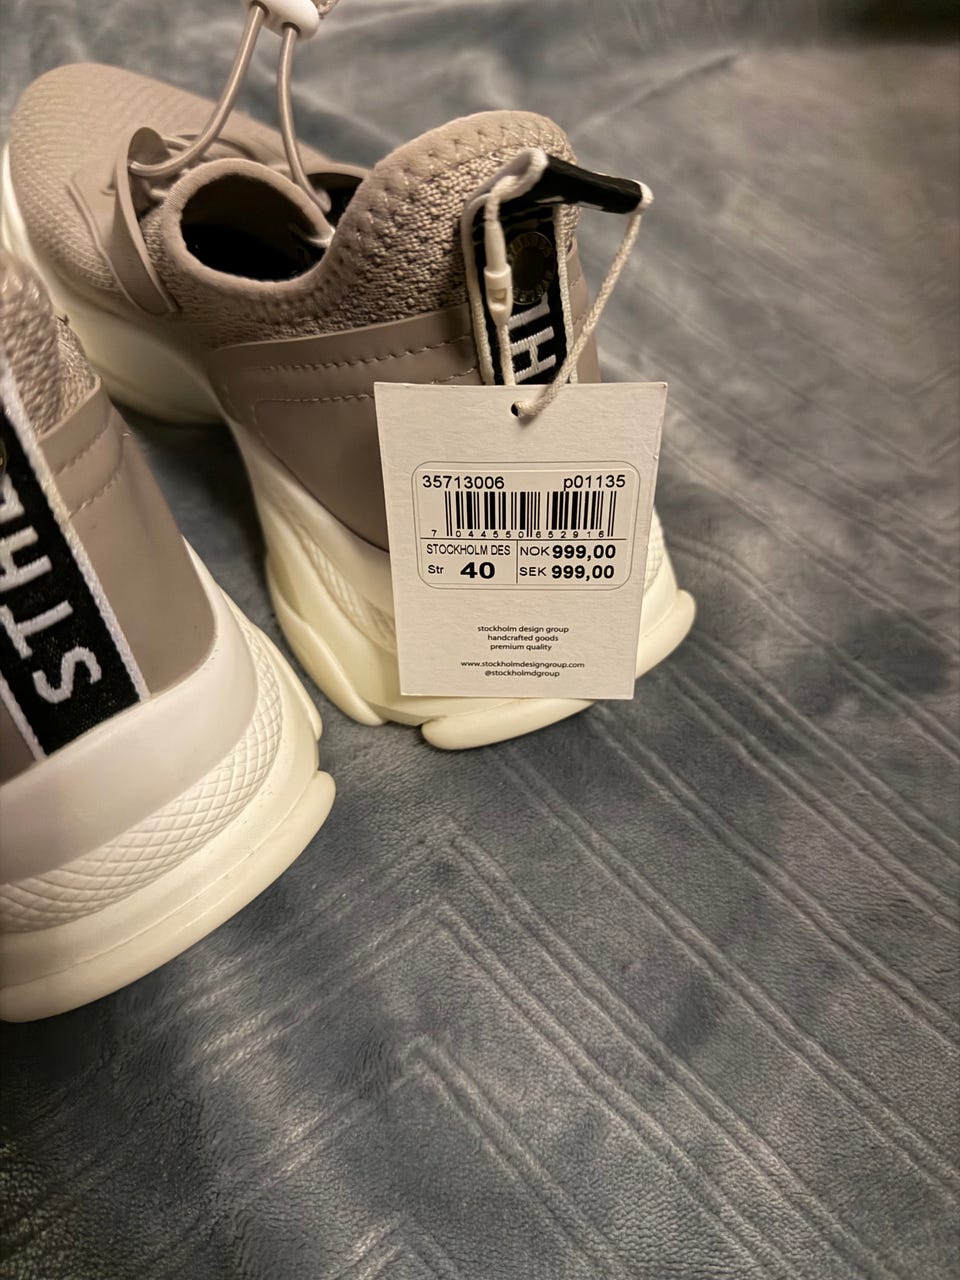 35713006 p01135
7 044550 652916
STOCKHOLM DES NOK 999,00
Str 40 SEK 999,00
stockholm design group
handcrafted goods
premium quality
www.stockholmdesigngroup.com
@stockholmdgroup
STHL
STHL